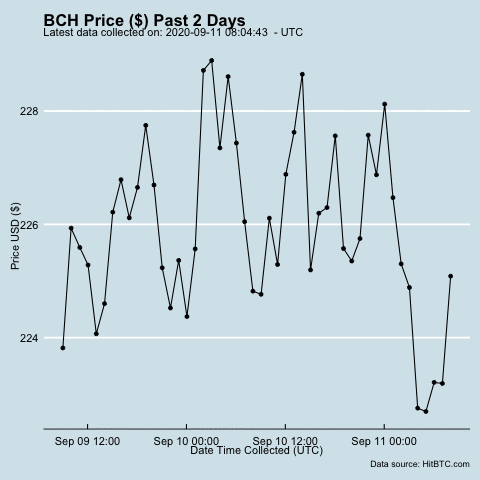 BCH Price ($) Past 2 Days
Latest data collected on: 2020-09-11 08:04:43  - UTC
Price USD ($)
228
226
224
Sep 09 12:00
Sep 10 00:00
Sep 10 12:00
Sep 11 00:00
Date Time Collected (UTC)
Data source: HitBTC.com